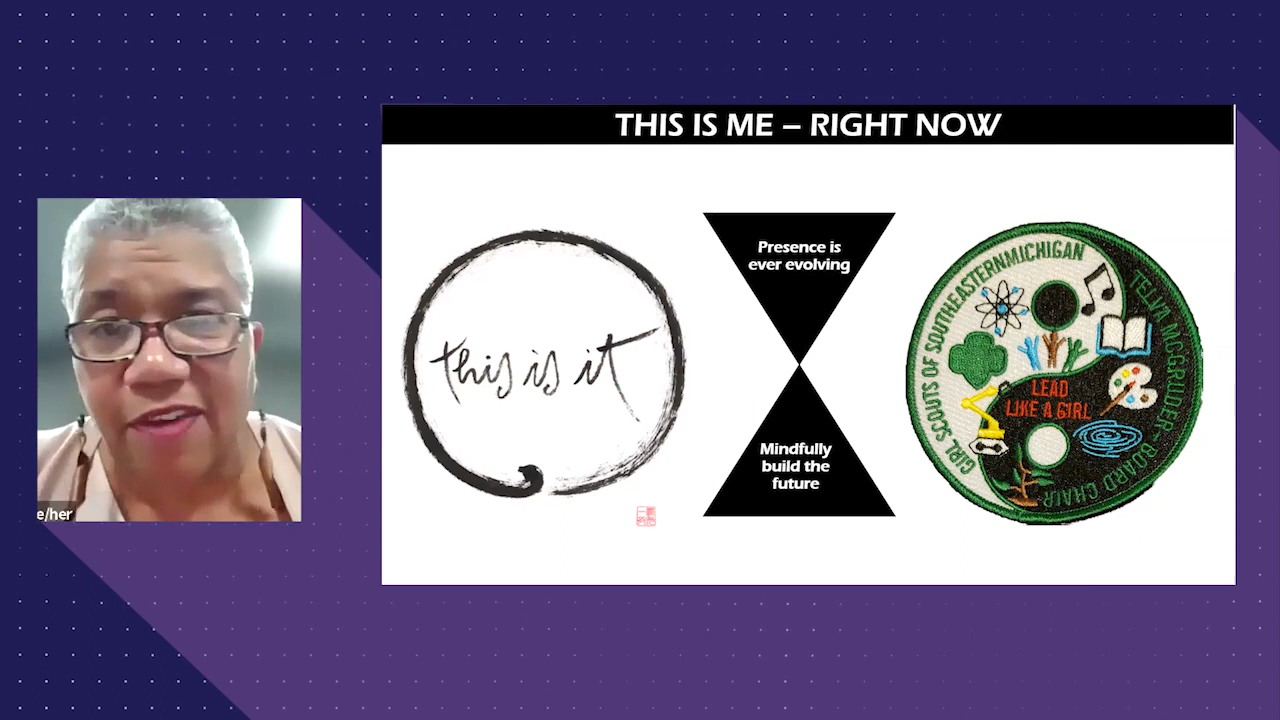 THIS IS ME – RIGHT NOW
this is it
Presence is
ever evolving
Mindfully
build the
future
GIRL SCOUTS OF SOUTHEASTERNMICHIGAN
TELVA MCGRUDER – BOARD CHAIR
LEAD
LIKE A GIRL
e/her